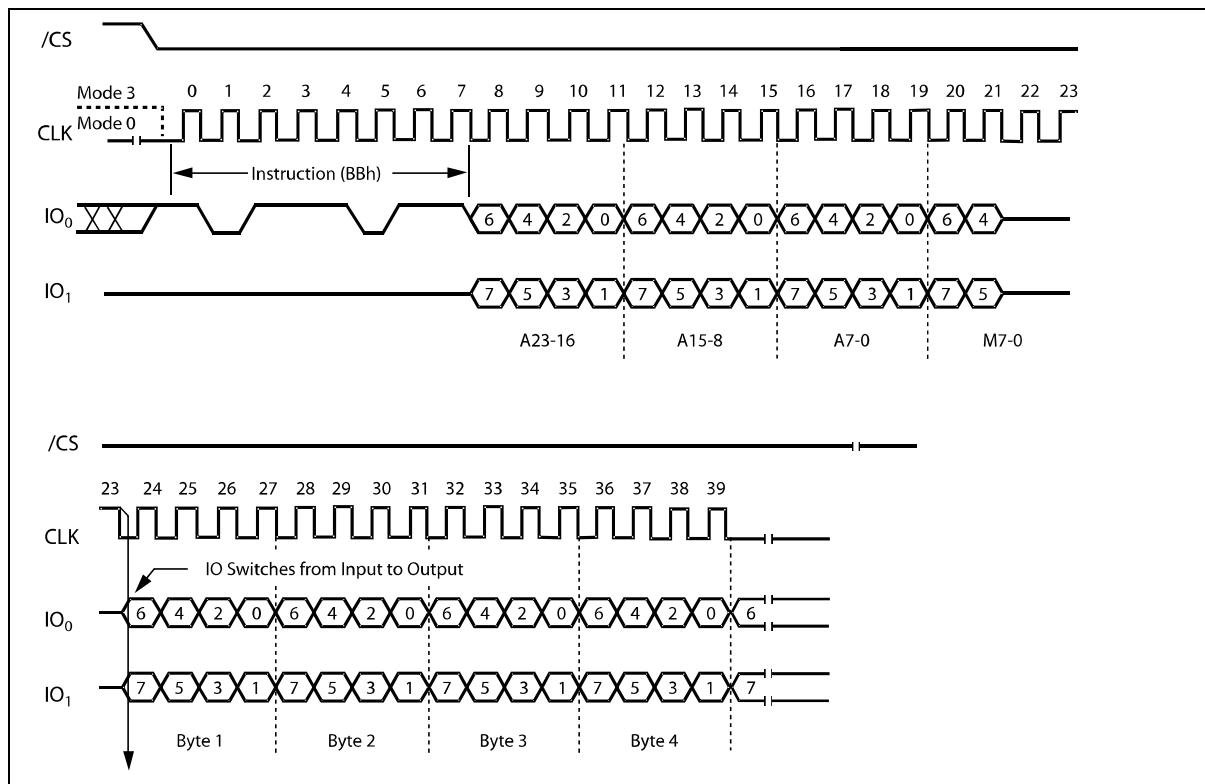 /CS
Mode 3
0 1 2 3 4 5 6 7 8 9 10 11 12 13 14 15 16 17 18 19 20 21 22 23
Mode 0
CLK
Instruction (BBh)
IO0
6 4 2 0 6 4 2 0 6 4 2 0 6 4
IO1
7 5 3 1 7 5 3 1 7 5 3 1 7 5
A23-16 A15-8 A7-0 M7-0
/CS
23 24 25 26 27 28 29 30 31 32 33 34 35 36 37 38 39
CLK
IO Switches from Input to Output
IO0
6 4 2 0 6 4 2 0 6 4 2 0 6 4 2 0 6
IO1
7 5 3 1 7 5 3 1 7 5 3 1 7 5 3 1 7
Byte 1 Byte 2 Byte 3 Byte 4